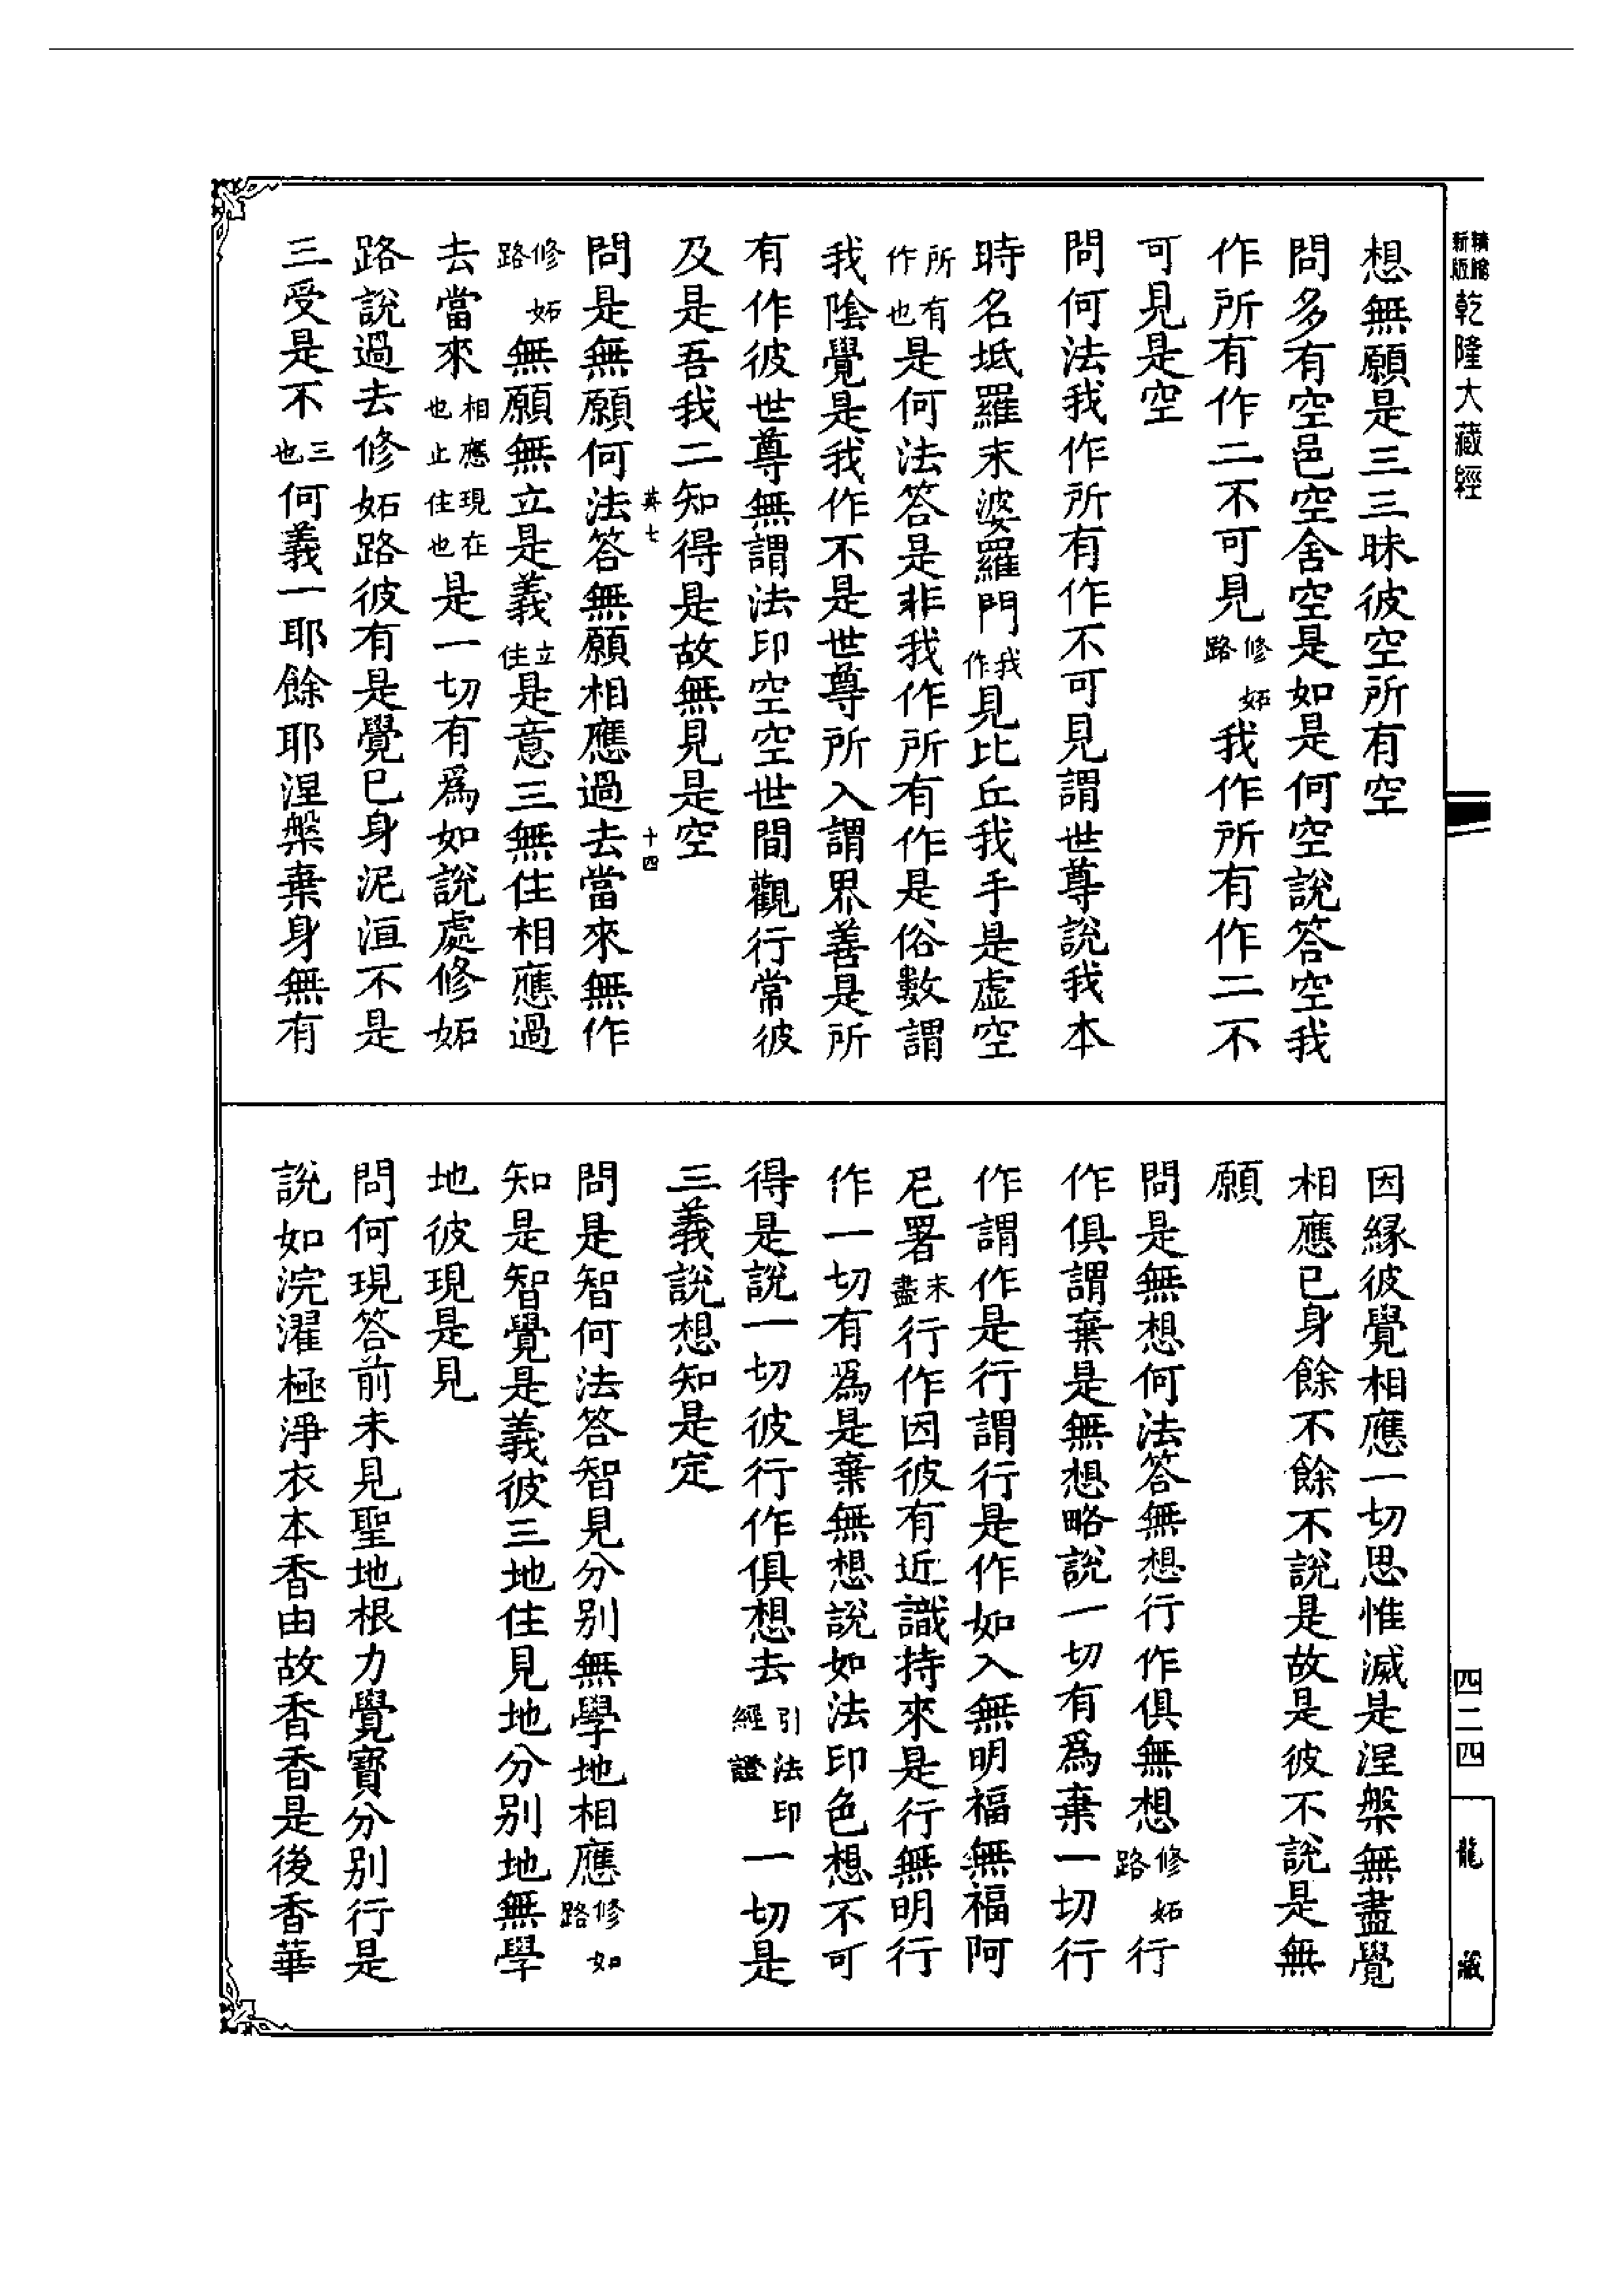 精縮新版乾隆大藏經
想無願是三三昧彼空所有空
問多有空邑空舍空是如是何空說答空我
作所有作二不可見修妬路我作所有作二不
可見是空
問何法我作所有作不可見謂世尊說我本
時名坻羅末婆羅門我作見比丘我手是虛空
所有作也是何法答是非我作所有作是俗數謂
我陰覺是我作不是世尊所入謂界善是所
有作彼世尊無謂法印空空世間觀行常彼
及是吾我二知得是故無見是空
英七 十四
問是無願何法答無願相應過去當來無作
修妬路無願無立是義立住是意三無住相應過
去當來相應止也現在住也是一切有為如說處修妬
路說過去修妬路彼有是覺已身泥洹不是
三受是不三也何義一耶餘耶涅槃棄身無有
因緣彼覺相應一切思惟滅是涅槃無盡覺
相應已身餘不餘不說是故是彼不說是無
願
問是無想何法答無想行作俱無想修妬路行
作俱謂棄是無想略說一切有為棄一切行
作謂作是行謂行是作如入無明福無福阿
尼署末盡行作因彼有近識持來是行無明行
作一切有為是棄無想說如法印色想不可
得是說一切彼行作俱想去引法印經證一切是
三義說想知是定
問是智何法答智見分別無學地相應修妬路
知是智覺是義彼三地住見地分別地無學
地彼現是見
問何現答前未見聖地根力覺寶分別行是
說如浣濯極淨衣本香由故香香是後香華
四二四
龍藏